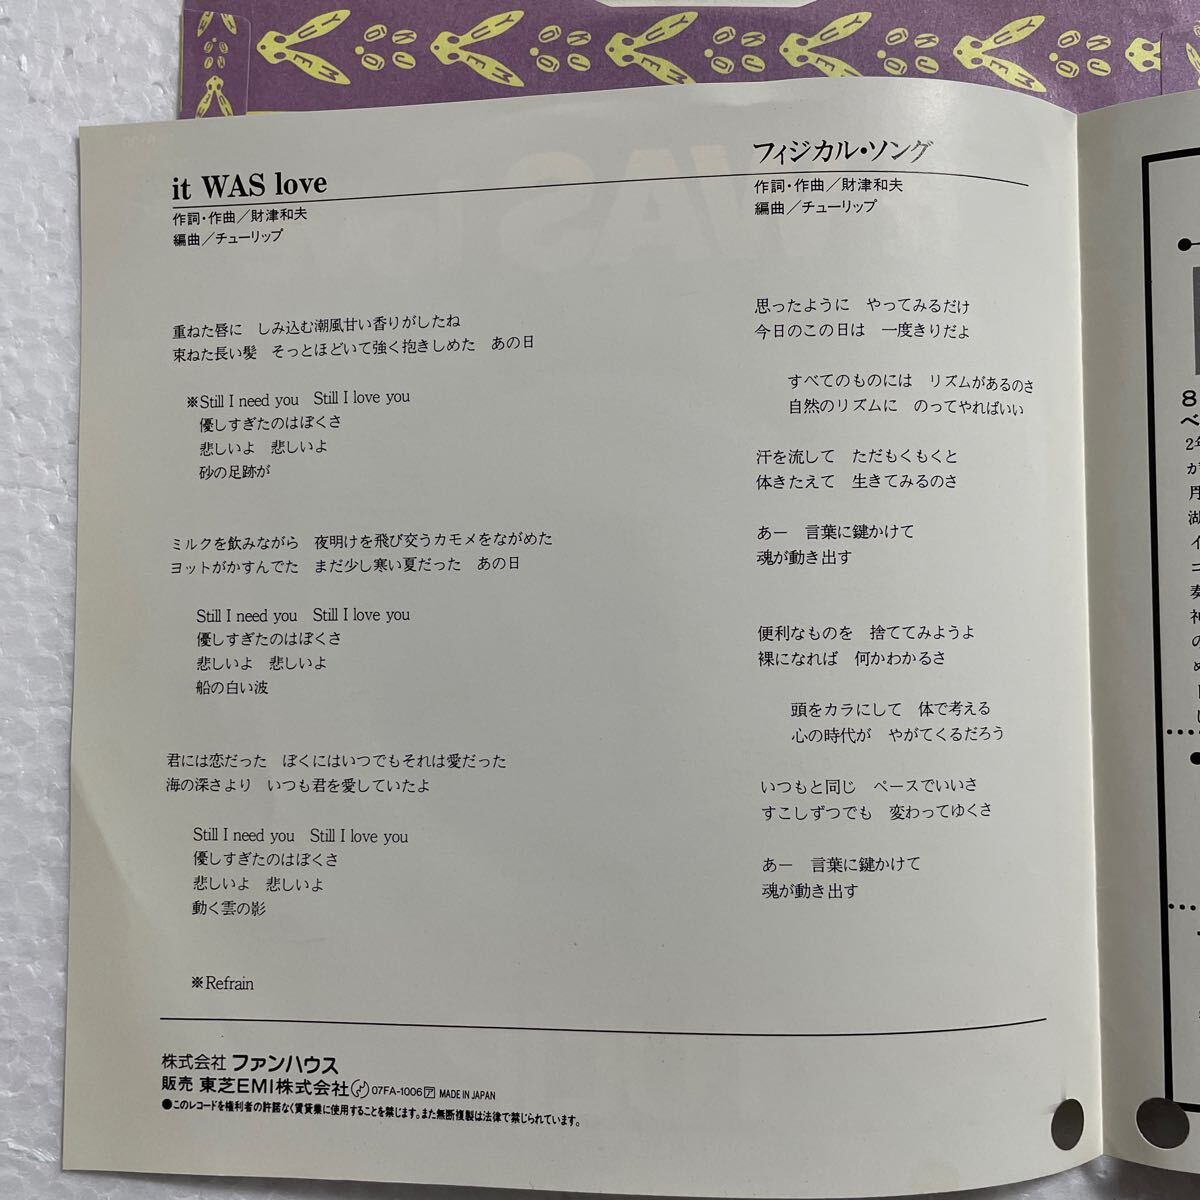 it WAS love
作詞・作曲／財津和夫
編曲／チューリップ
重ねた唇に　しみ込む潮風甘い香りがしたね
束ねた長い髪　そっとほどいて強く抱きしめた　あの日
※Still I need you　Still I love you
優しすぎたのはぼくさ
悲しいよ　悲しいよ
砂の足跡が
ミルクを飲みながら　夜明けを飛び交うカモメをながめた
ヨットがかすんでた　まだ少し寒い夏だった　あの日
Still I need you　Still I love you
優しすぎたのはぼくさ
悲しいよ　悲しいよ
船の白い波
君には恋だった　ぼくにはいつでもそれは愛だった
海の深さより　いつも君を愛していたよ
Still I need you　Still I love you
優しすぎたのはぼくさ
悲しいよ　悲しいよ
動く雲の影
※Refrain
フィジカル・ソング
作詞・作曲／財津和夫
編曲／チューリップ
思ったように　やってみるだけ
今日のこの日は　一度きりだよ
すべてのものには　リズムがあるのさ
自然のリズムに　のってやればいい
汗を流して　ただもくもくと
体きたえて　生きてみるのさ
あー　言葉に鍵かけて
魂が動き出す
便利なものを　捨ててみようよ
裸になれば　何かわかるさ
頭をカラにして　体で考える
心の時代が　やがてくるだろう
いつもと同じ　ペースでいいさ
すこしずつでも　変わってゆくさ
あー　言葉に鍵かけて
魂が動き出す
株式会社 ファンハウス
販売 東芝EMI株式会社 07FA-1006 ア MADE IN JAPAN
●このレコードを権利者の許諾なく賃貸業に使用することを禁じます。また無断複製は法律で禁じられています。